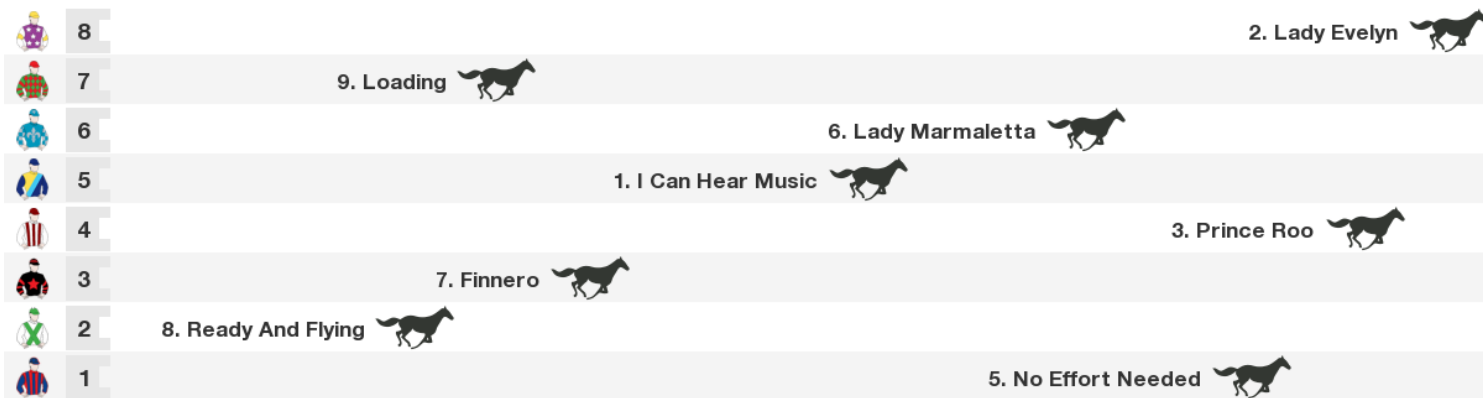 8 2. Lady Evelyn
7 9. Loading
6 6. Lady Marmaletta
5 1. I Can Hear Music
4 3. Prince Roo
3 7. Finnero
2 8. Ready And Flying
1 5. No Effort Needed